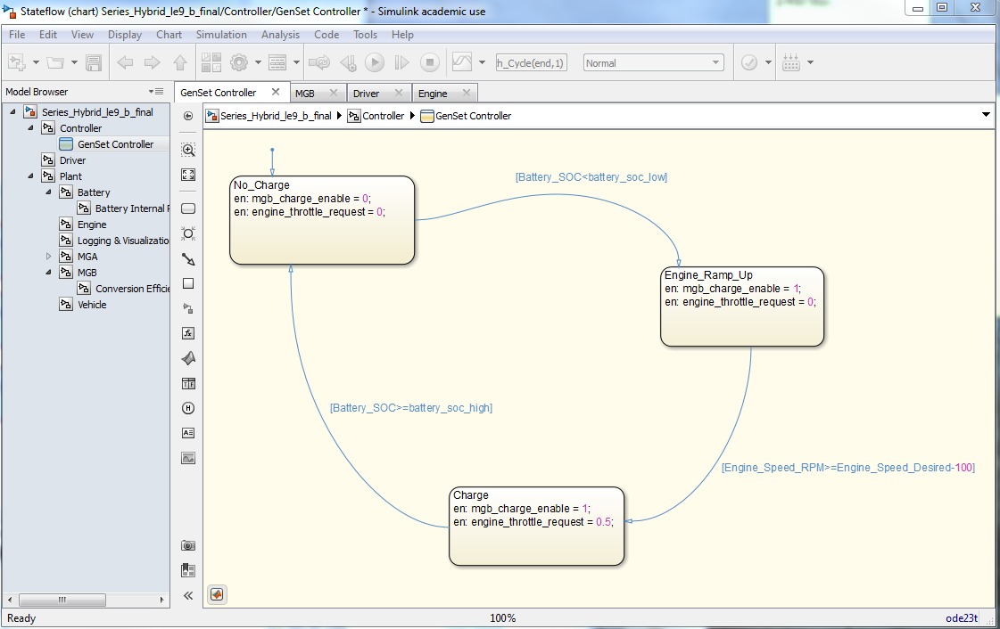 Stateflow (chart) Series_Hybrid_le9_b_final/Controller/GenSet Controller * - Simulink academic use
File Edit View Display Chart Simulation Analysis Code Tools Help
h_Cycle(end,1) Normal
Model Browser
GenSet Controller MGB Driver Engine
Series_Hybrid_le9_b_final Controller GenSet Controller
Series_Hybrid_le9_b_final
Controller
GenSet Controller
Driver
Plant
Battery
Battery Internal
Engine
Logging & Visualizatio
MGA
MGB
Conversion Efficie
Vehicle
No_Charge
en: mgb_charge_enable = 0;
en: engine_throttle_request = 0;
[Battery_SOC<battery_soc_low]
Engine_Ramp_Up
en: mgb_charge_enable = 1;
en: engine_throttle_request = 0;
[Battery_SOC>=battery_soc_high]
[Engine_Speed_RPM>=Engine_Speed_Desired-100]
Charge
en: mgb_charge_enable = 1;
en: engine_throttle_request = 0.5;
Ready 100% ode23t